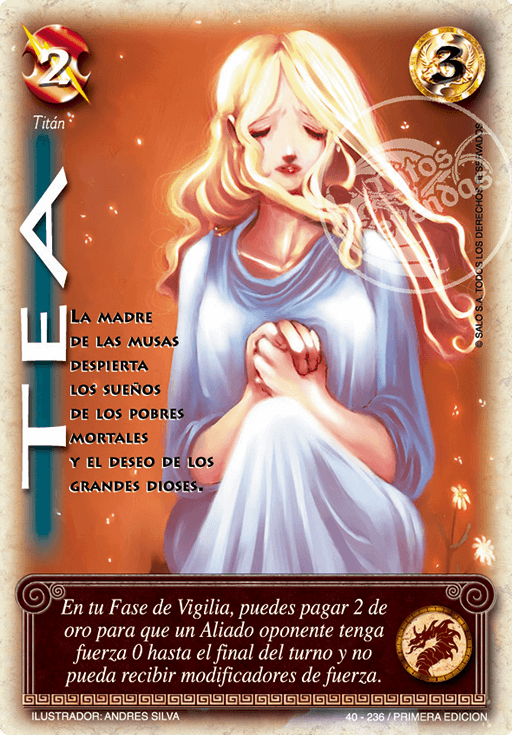 2
3
Titán
TEA
LA MADRE
DE LAS MUSAS
DESPIERTA
LOS SUEÑOS
DE LOS POBRES
MORTALES
Y EL DESEO DE LOS
GRANDES DIOSES.
© SALO S.A. TODOS LOS DERECHOS RESERVADOS
En tu Fase de Vigilia, puedes pagar 2 de
oro para que un Aliado oponente tenga
fuerza 0 hasta el final del turno y no
pueda recibir modificadores de fuerza.
ILUSTRADOR: ANDRES SILVA
40 - 236 / PRIMERA EDICION